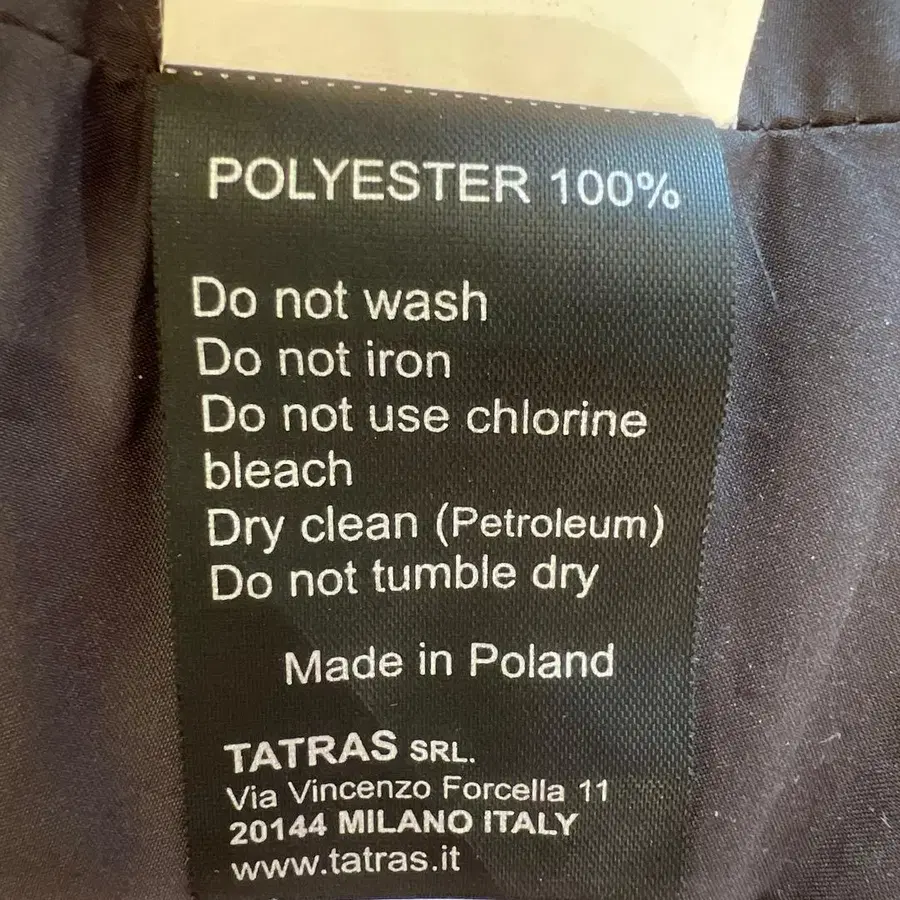 POLYESTER 100%
Do not wash
Do not iron
Do not use chlorine
bleach
Dry clean (Petroleum)
Do not tumble dry
Made in Poland
TATRAS SRL.
Via Vincenzo Forcella 11
20144 MILANO ITALY
www.tatras.it